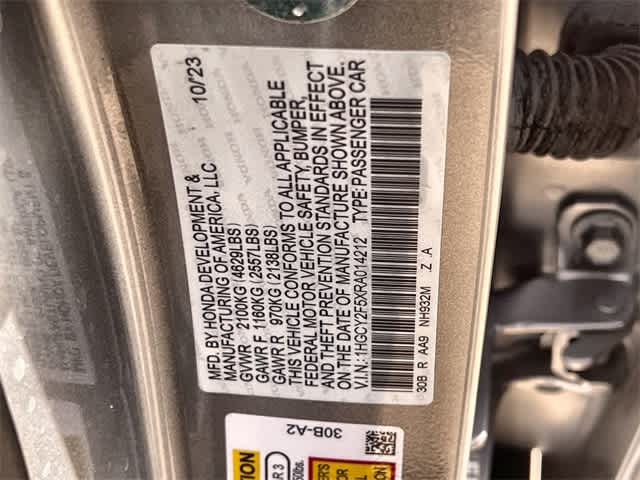 MFD. BY HONDA DEVELOPMENT & 10/23
MANUFACTURING OF AMERICA, LLC
GVWR 2100KG (4629LBS)
GAWR F 1160KG (2557LBS)
GAWR R 970KG (2138LBS)
THIS VEHICLE CONFORMS TO ALL APPLICABLE
FEDERAL MOTOR VEHICLE SAFETY, BUMPER,
AND THEFT PREVENTION STANDARDS IN EFFECT
ON THE DATE OF MANUFACTURE SHOWN ABOVE.
V.I.N.: 1HGCY2F5XRA014212 TYPE: PASSENGER CAR
30B R AA9 NH932M Z A
30B-A2